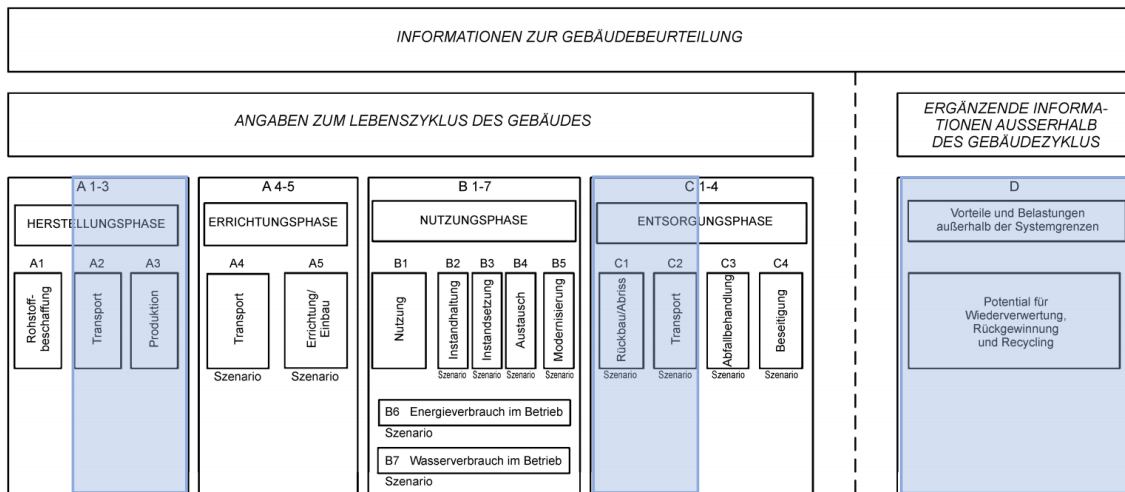 INFORMATIONEN ZUR GEBÄUDEBEURTEILUNG
ANGABEN ZUM LEBENSZYKLUS DES GEBÄUDES
ERGÄNZENDE INFORMA-
TIONEN AUSSERHALB
DES GEBÄUDEZYKLUS
A 1-3
HERSTELLUNGSPHASE
A1
Rohstoff-
beschaffung
A2
Transport
A3
Produktion
A 4-5
ERRICHTUNGSPHASE
A4
Transport
Szenario
A5
Errichtung/
Einbau
Szenario
B 1-7
NUTZUNGSPHASE
B1
Nutzung
B2
Instandhaltung
Szenario
B3
Instandsetzung
Szenario
B4
Austausch
Szenario
B5
Modernisierung
Szenario
B6 Energieverbrauch im Betrieb
Szenario
B7 Wasserverbrauch im Betrieb
Szenario
C 1-4
ENTSORGUNGSPHASE
C1
Rückbau/Abriss
Szenario
C2
Transport
Szenario
C3
Abfallbehandlung
Szenario
C4
Beseitigung
Szenario
D
Vorteile und Belastungen
außerhalb der Systemgrenzen
Potential für
Wiederverwertung,
Rückgewinnung
und Recycling